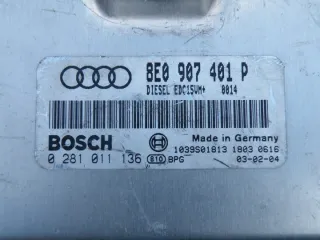 8E0 907 401 P
DIESEL EDC15VM+ 0014
BOSCH
Made in Germany
1039S01813 1803 0616
0 281 011 136 E10 BPG 03-02-04